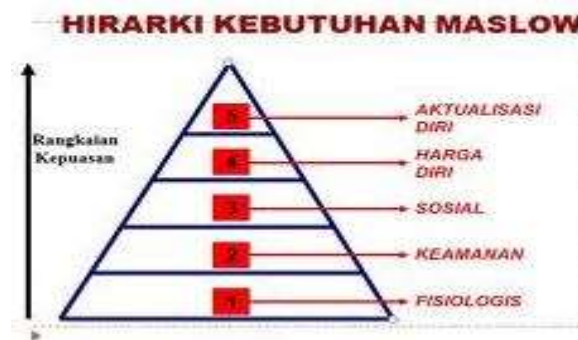 HIRARKI KEBUTUHAN MASLOW
Rangkaian
Kepuasan
5
AKTUALISASI
DIRI
4
HARGA
DIRI
3
SOSIAL
2
KEAMANAN
1
FISIOLOGIS